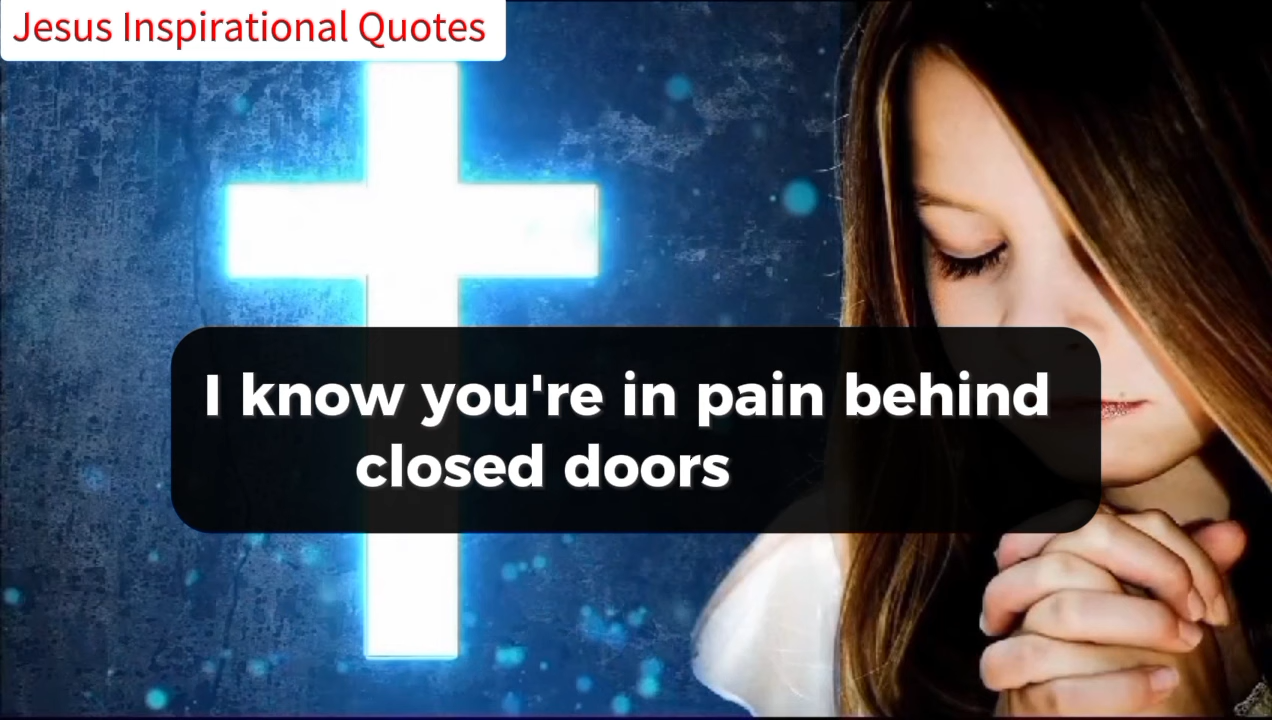 Jesus Inspirational Quotes
I know you're in pain behind
closed doors